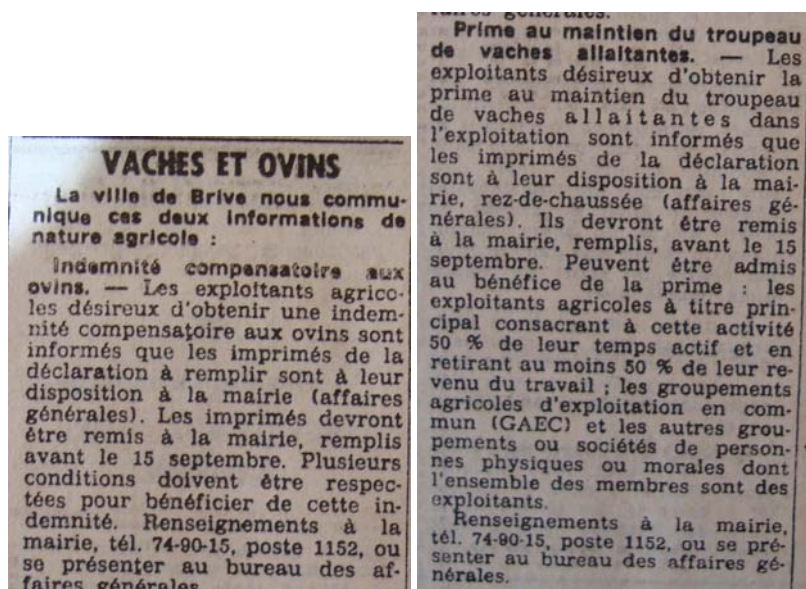 VACHES ET OVINS
La ville de Brive nous commu-
nique ces deux informations de
nature agricole :
Indemnité compensatoire aux
ovins. — Les exploitants agrico-
les désireux d'obtenir une indem-
nité compensatoire aux ovins sont
informés que les imprimés de la
déclaration à remplir sont à leur
disposition à la mairie (affaires
générales). Les imprimés devront
être remis à la mairie, remplis
avant le 15 septembre. Plusieurs
conditions doivent être respec-
tées pour bénéficier de cette in-
demnité. Renseignements à la
mairie, tél. 74-90-15, poste 1152, ou
se présenter au bureau des af-
faires générales.
faires générales.
Prime au maintien du troupeau
de vaches allaitantes. — Les
exploitants désireux d'obtenir la
prime au maintien du troupeau
de vaches allaitantes dans
l'exploitation sont informés que
les imprimés de la déclaration
sont à leur disposition à la mai-
rie, rez-de-chaussée (affaires gé-
nérales). Ils devront être remis
à la mairie, remplis, avant le 15
septembre. Peuvent être admis
au bénéfice de la prime : les
exploitants agricoles à titre prin-
cipal consacrant à cette activité
50 % de leur temps actif et en
retirant au moins 50 % de leur re-
venu du travail ; les groupements
agricoles d'exploitation en com-
mun (GAEC) et les autres grou-
pements ou sociétés de person-
nes physiques ou morales dont
l'ensemble des membres sont des
exploitants.
Renseignements à la mairie,
tél. 74-90-15, poste 1152, ou se pré-
senter au bureau des affaires gé-
nérales.